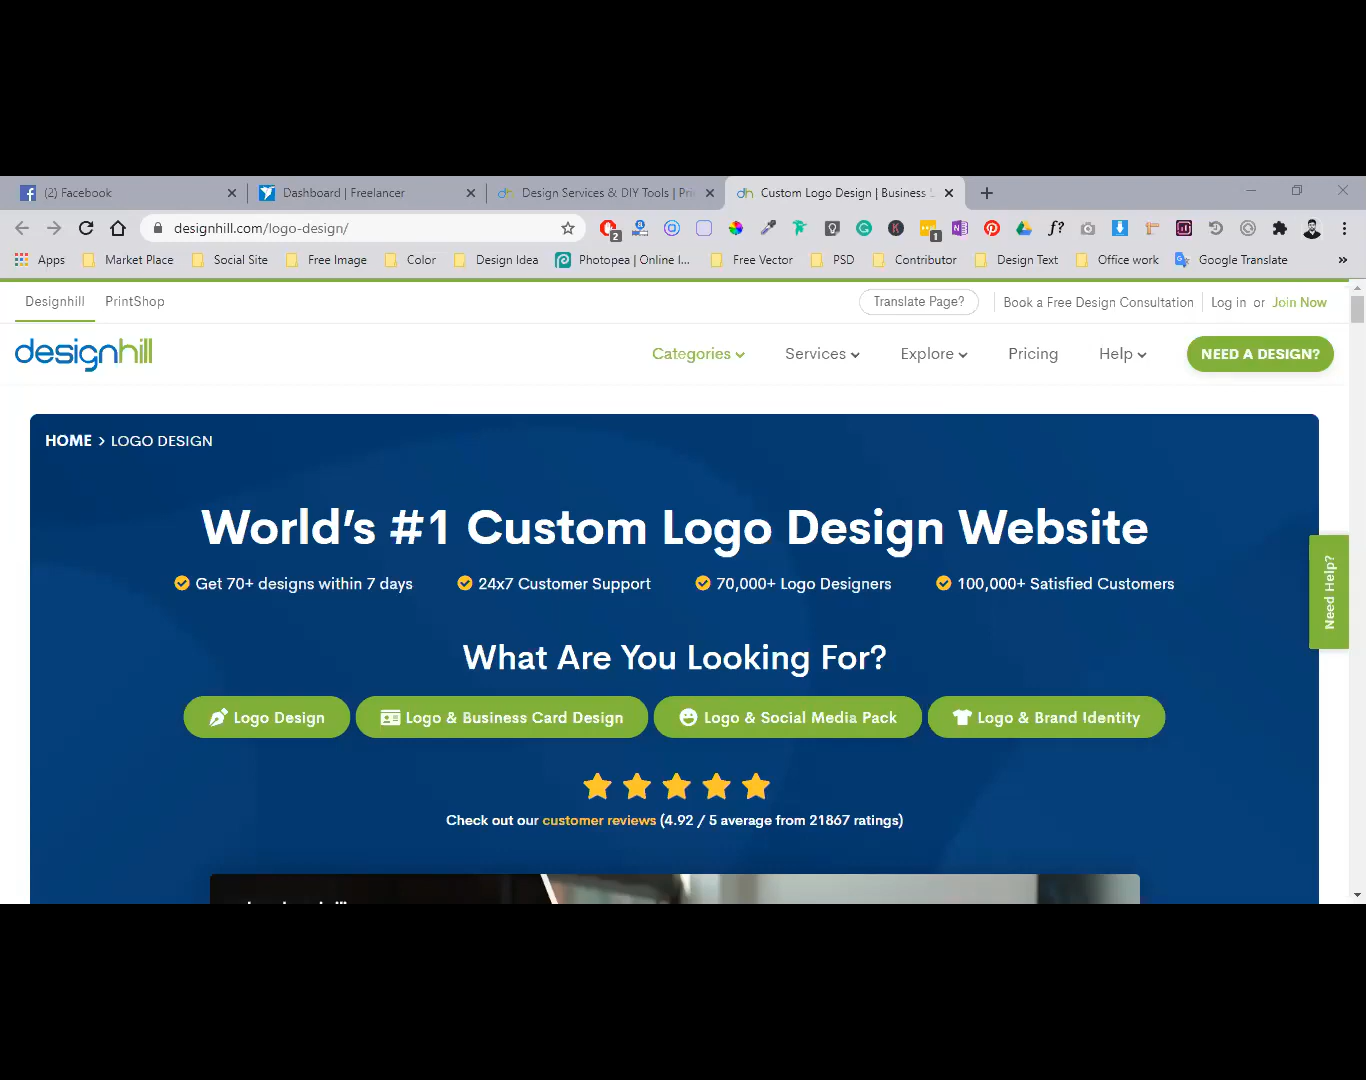 (2) Facebook
Dashboard | Freelancer
Design Services & DIY Tools | Pri
Custom Logo Design | Business
designhill.com/logo-design/
2
1
f?
Apps
Market Place
Social Site
Free Image
Color
Design Idea
Photopea | Online I...
Free Vector
PSD
Contributor
Design Text
Office work
Google Translate
»
Designhill
PrintShop
Translate Page?
Book a Free Design Consultation
Log in or Join Now
designhill
Categories
Services
Explore
Pricing
Help
NEED A DESIGN?
HOME > LOGO DESIGN
World's #1 Custom Logo Design Website
Get 70+ designs within 7 days
24x7 Customer Support
70,000+ Logo Designers
100,000+ Satisfied Customers
Need Help?
What Are You Looking For?
Logo Design
Logo & Business Card Design
Logo & Social Media Pack
Logo & Brand Identity
Check out our customer reviews (4.92 / 5 average from 21867 ratings)